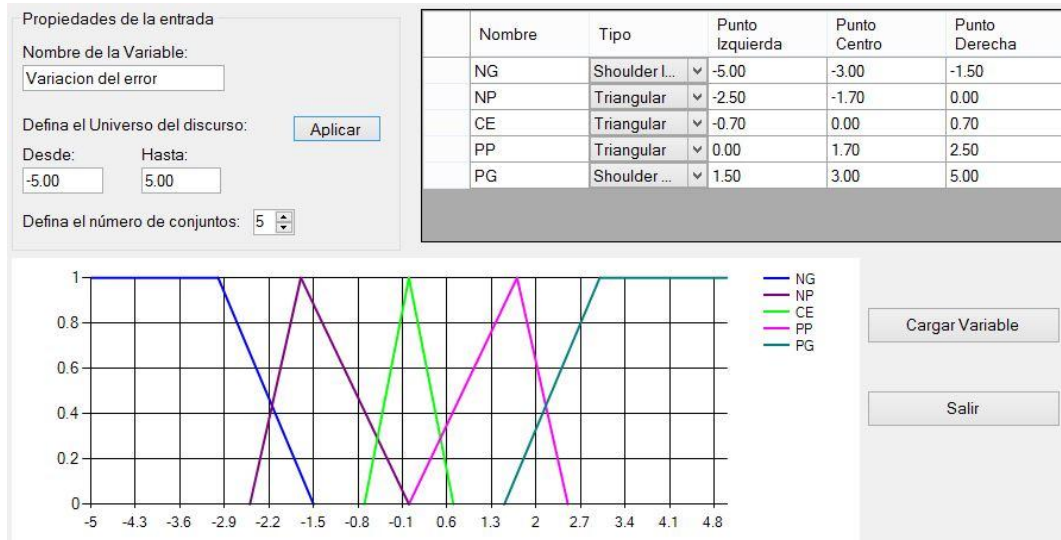 Propiedades de la entrada
Nombre de la Variable:
Variacion del error
Defina el Universo del discurso:
Aplicar
Desde: Hasta:
-5.00 5.00
Defina el número de conjuntos: 5
Nombre Tipo Punto Izquierda Punto Centro Punto Derecha
NG Shoulder l... -5.00 -3.00 -1.50
NP Triangular -2.50 -1.70 0.00
CE Triangular -0.70 0.00 0.70
PP Triangular 0.00 1.70 2.50
PG Shoulder ... 1.50 3.00 5.00
1
0.8
0.6
0.4
0.2
0
-5 -4.3 -3.6 -2.9 -2.2 -1.5 -0.8 -0.1 0.6 1.3 2 2.7 3.4 4.1 4.8
NG
NP
CE
PP
PG
Cargar Variable
Salir